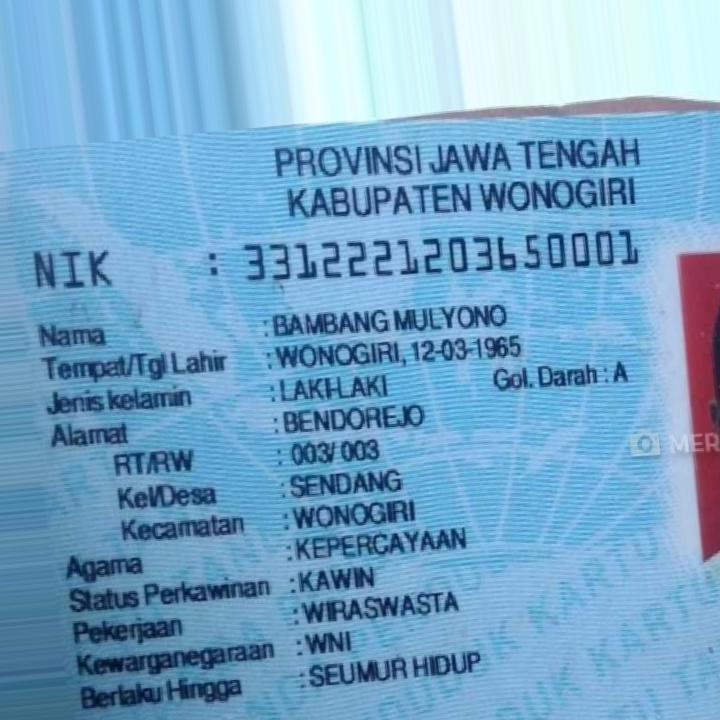 PROVINSI JAWA TENGAH
KABUPATEN WONOGIRI
NIK : 3312221203650001
Nama : BAMBANG MULYONO
Tempat/Tgl Lahir : WONOGIRI, 12-03-1965
Jenis kelamin : LAKI-LAKI Gol. Darah : A
Alamat : BENDOREJO
RT/RW : 003/ 003
Kel/Desa : SENDANG
Kecamatan : WONOGIRI
Agama : KEPERCAYAAN
Status Perkawinan : KAWIN
Pekerjaan : WIRASWASTA
Kewarganegaraan : WNI
Berlaku Hingga : SEUMUR HIDUP
MER